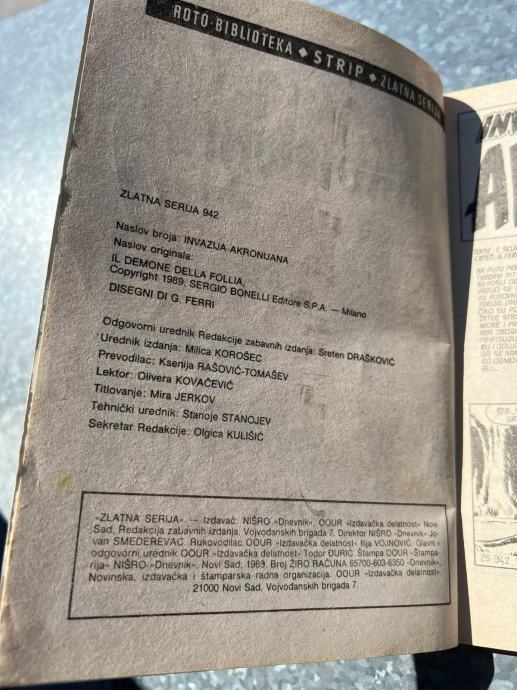 ROTO-BIBLIOTEKA ◆ STRIP ◆ ZLATNA SERIJA
ZLATNA SERIJA 942
Naslov broja: INVAZIJA AKRONIJANA
Naslov originala:
IL DEMONE DELLA FOLLIA,
Copyright 1989. SERGIO BONELLI Editore S.P.A. — Milano
DISEGNI DI G. FERRI
Odgovorni urednik Redakcije zabavnih izdanja: Sreten DRAŠKOVIĆ
Urednik izdanja: Milica KOROŠEC
Prevodilac: Ksenija RAŠOVIĆ-TOMAŠEV
Lektor: Olivera KOVAČEVIĆ
Titlovanje: Mira JERKOV
Tehnički urednik: Stanoje STANOJEV
Sekretar Redakcije: Olgica KULIŠIĆ
»ZLATNA SERIJA« — Izdavač: NIŠRO »Dnevnik«, OOUR »Izdavačka delatnost« Novi
Sad, Redakcija zabavnih izdanja. Vojvođanskih brigada 7. Direktor NIŠRO »Dnevnik« Jo-
van SMEDEREVAC. Rukovodilac OOUR »Izdavačka delatnost« Ilija VOJNOVIĆ. Glavni i
odgovorni urednik OOUR »Izdavačka delatnost« Todor ĐURIĆ. Štampa OOUR »Štampa-
rija« NIŠRO »Dnevnik«, Novi Sad, 1989. Broj ŽIRO RAČUNA 65700-603-6350 »Dnevnik«,
Novinska, izdavačka i štamparska radna organizacija. OOUR »Izdavačka delatnost«.
21000 Novi Sad, Vojvođanskih brigada 7.
25.942